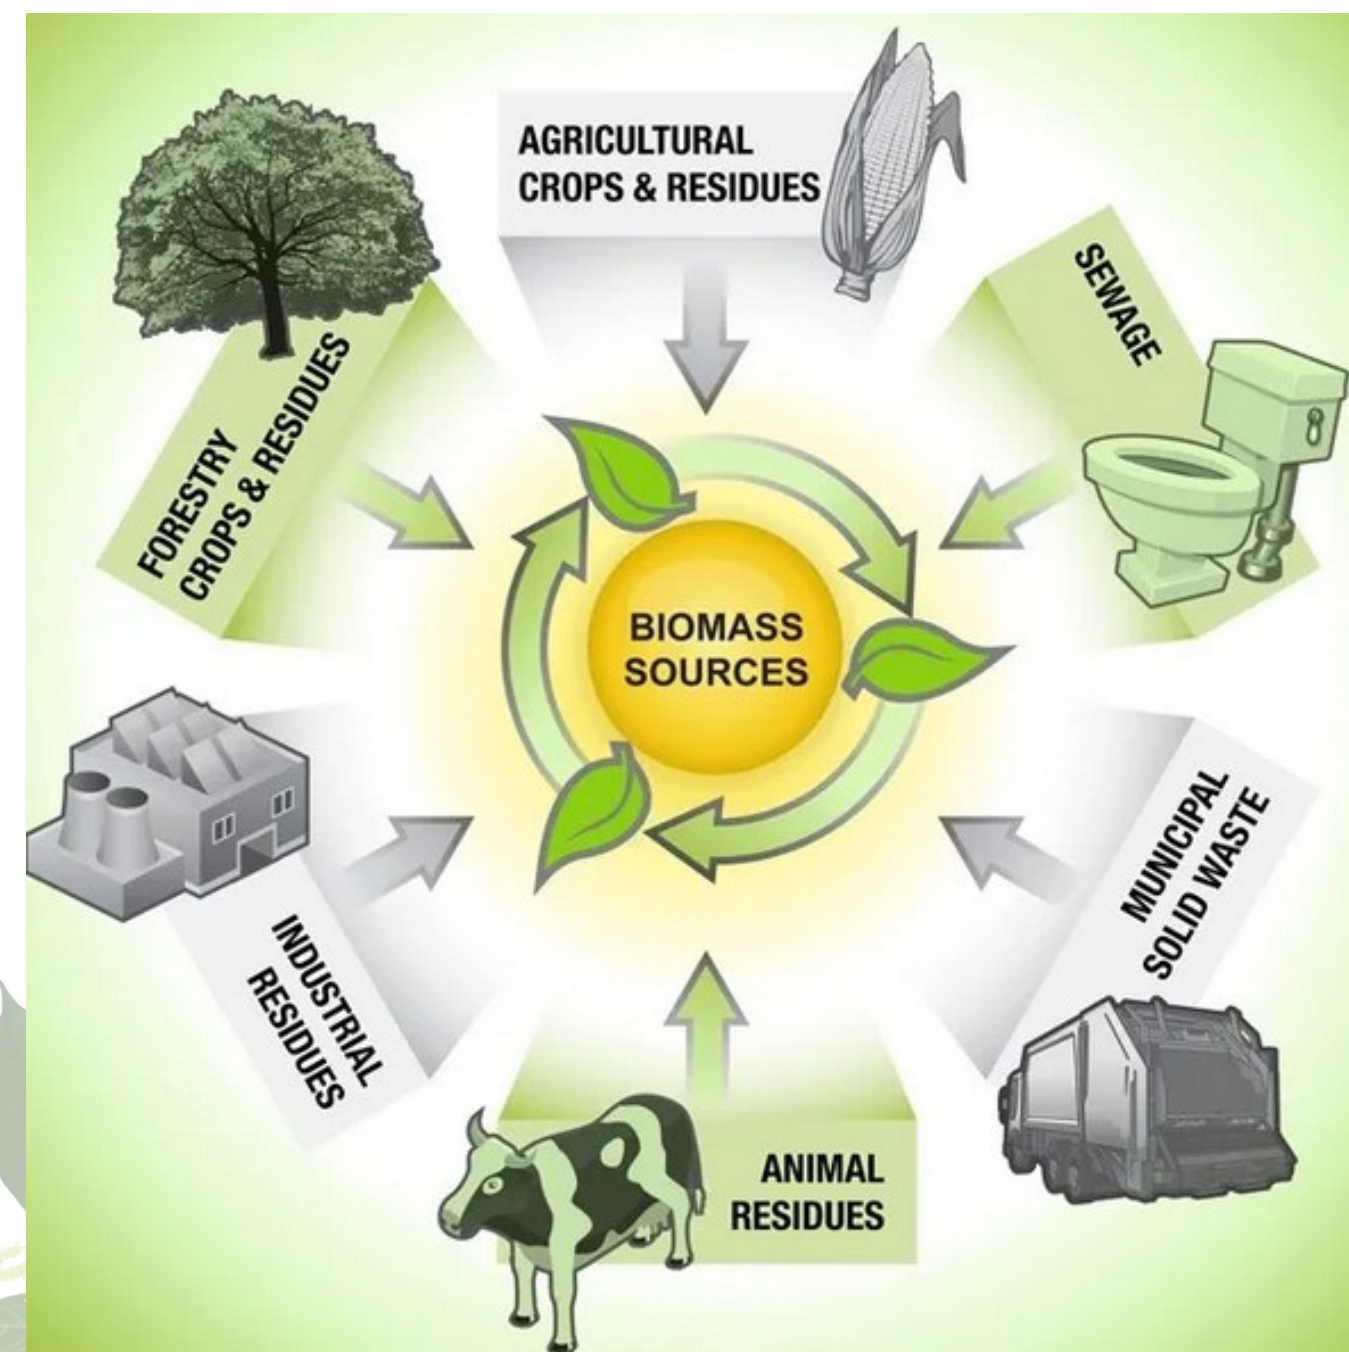 AGRICULTURAL
CROPS & RESIDUES
SEWAGE
FORESTRY
CROPS & RESIDUES
BIOMASS
SOURCES
MUNICIPAL
SOLID WASTE
INDUSTRIAL
RESIDUES
ANIMAL
RESIDUES